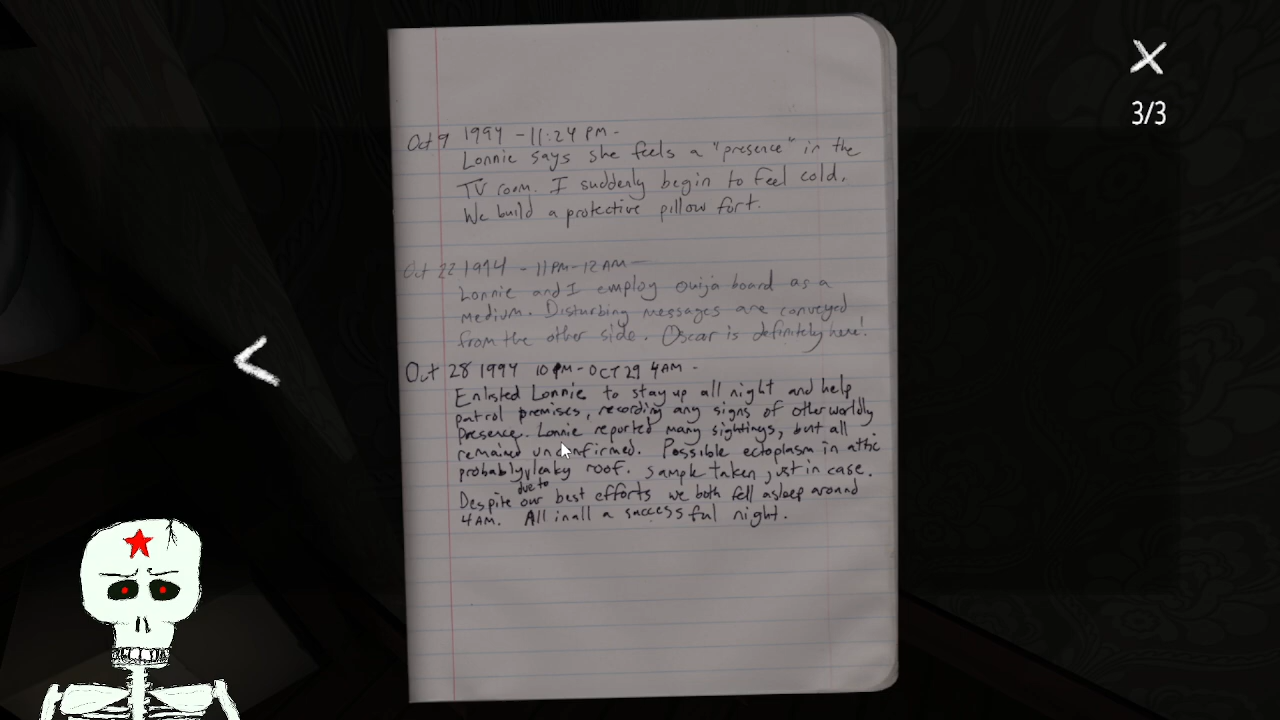 3/3
Oct 9 1994 - 11:24 PM -
Lonnie says she feels a "presence" in the
TV room. I suddenly begin to feel cold.
We build a protective pillow fort.
Oct 22 1994 - 11PM-12AM -
Lonnie and I employ ouija board as a
medium. Disturbing messages are conveyed
from the other side. Oscar is definitely here!
Oct 28 1994 10PM - OCT 29 4AM -
Enlisted Lonnie to stay up all night and help
patrol premises, recording any signs of otherworldly
presence. Lonnie reported many sightings, but all
remained unconfirmed. Possible ectoplasm in attic
probably leaky roof. Sample taken just in case.
due to
Despite our best efforts we both fell asleep around
4AM. All in all a successful night.